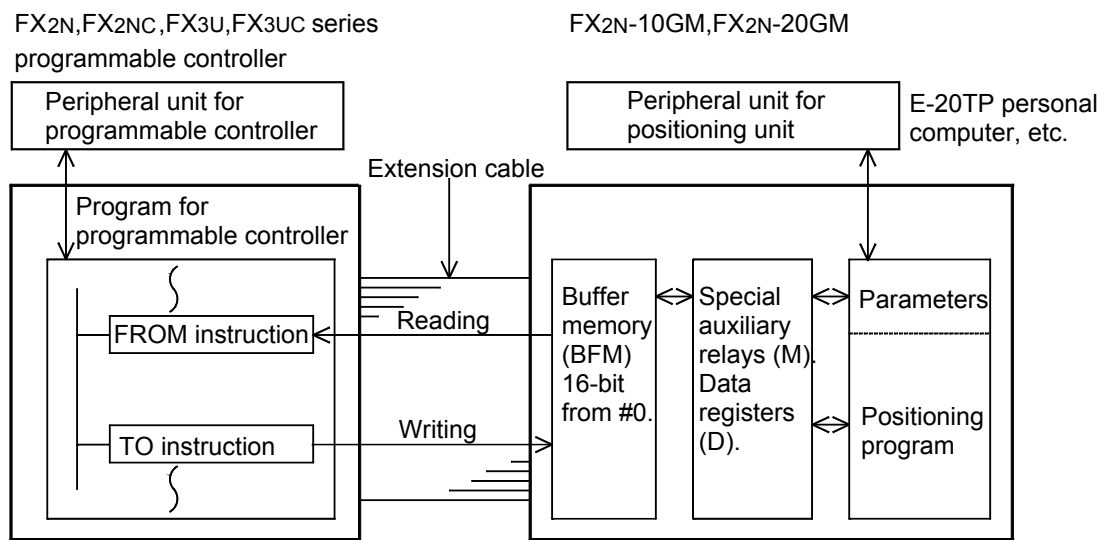 FX2N,FX2NC,FX3U,FX3UC series
programmable controller
FX2N-10GM,FX2N-20GM
Peripheral unit for
programmable controller
Peripheral unit for
positioning unit
E-20TP personal
computer, etc.
Extension cable
Program for
programmable controller
FROM instruction
Reading
TO instruction
Writing
Buffer
memory
(BFM)
16-bit
from #0.
Special
auxiliary
relays (M).
Data
registers
(D).
Parameters
Positioning
program